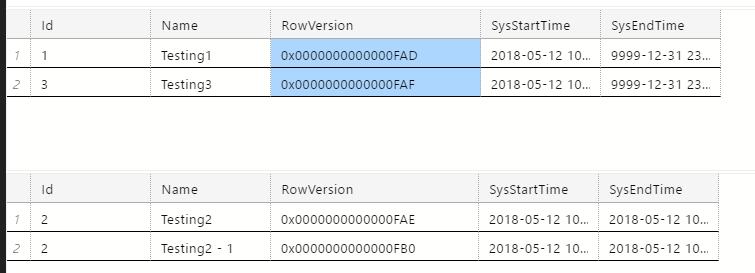 Id Name RowVersion SysStartTime SysEndTime
1 1 Testing1 0x0000000000000FAD 2018-05-12 10... 9999-12-31 23...
2 3 Testing3 0x0000000000000FAF 2018-05-12 10... 9999-12-31 23...
Id Name RowVersion SysStartTime SysEndTime
1 2 Testing2 0x0000000000000FAE 2018-05-12 10... 2018-05-12 10...
2 2 Testing2 - 1 0x0000000000000FB0 2018-05-12 10... 2018-05-12 10...